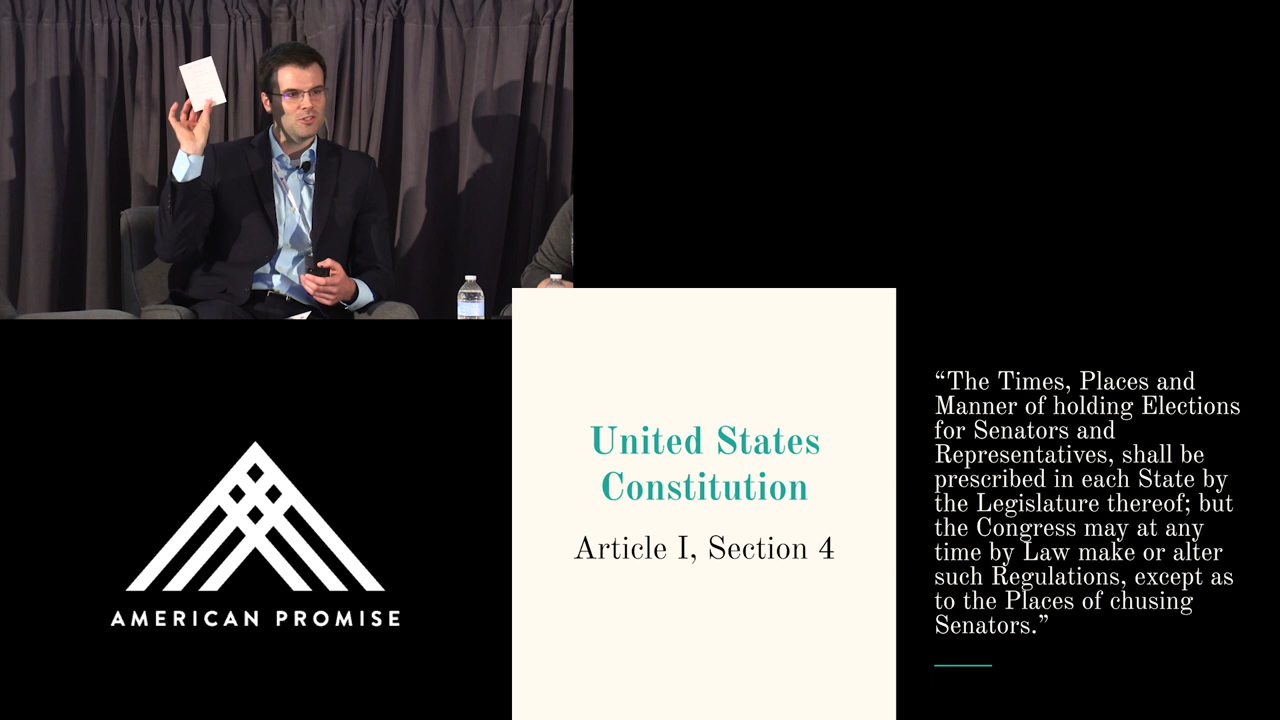 AMERICAN PROMISE
United States
Constitution
Article I, Section 4
“The Times, Places and
Manner of holding Elections
for Senators and
Representatives, shall be
prescribed in each State by
the Legislature thereof; but
the Congress may at any
time by Law make or alter
such Regulations, except as
to the Places of chusing
Senators.”